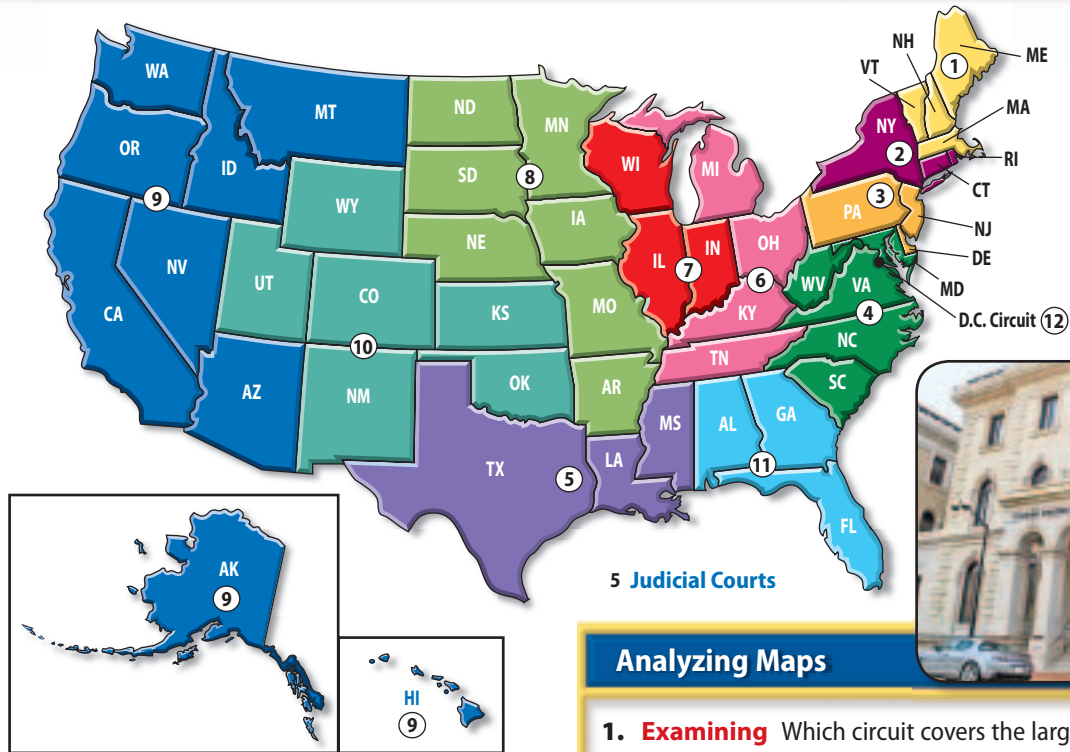 WA
MT
ND
MN
VT
NH
1
ME
OR
ID
SD
8
WI
MI
NY
2
MA
RI
CT
9
WY
NE
IA
PA
3
NJ
DE
MD
NV
UT
CO
KS
MO
IL
7
IN
OH
6
WV
VA
4
D.C. Circuit 12
CA
10
KY
NC
AZ
NM
OK
AR
TN
SC
TX
5
LA
MS
AL
GA
11
FL
AK
9
HI
9
5 Judicial Courts
Analyzing Maps
1. Examining Which circuit covers the larg